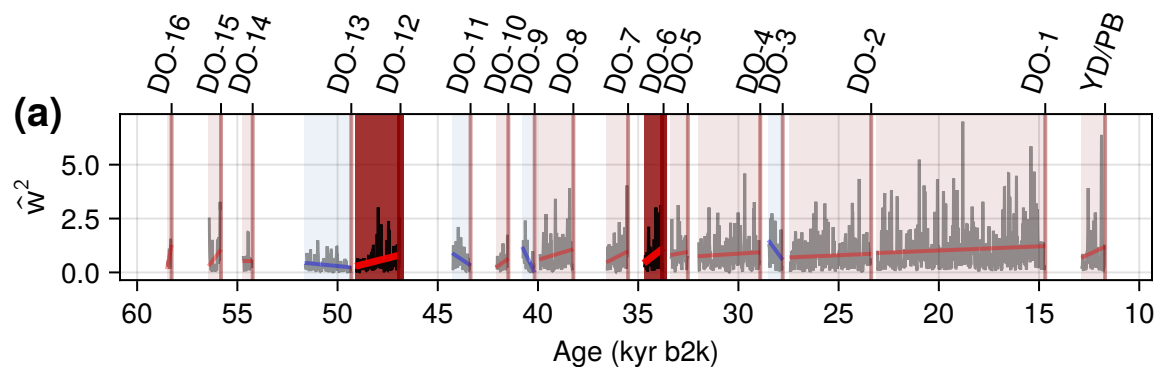 DO-16 DO-15 DO-14 DO-13 DO-12 DO-11 DO-10 DO-9 DO-8 DO-7 DO-6 DO-5 DO-4 DO-3 DO-2 DO-1 YD/PB
(a)
5.0
2.5
0.0
ŵ²
60 55 50 45 40 35 30 25 20 15 10
Age (kyr b2k)